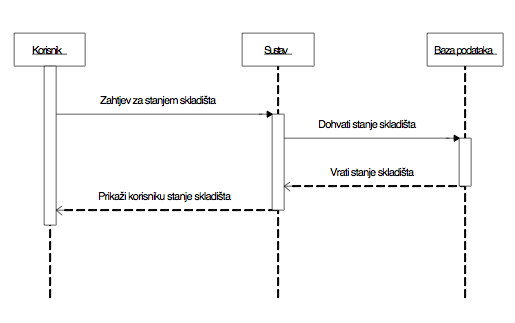 Korisnik
Sustav
Baza podataka
Zahtjev za stanjem skladišta
Dohvati stanje skladišta
Vrati stanje skladišta
Prikaži korisniku stanje skladišta